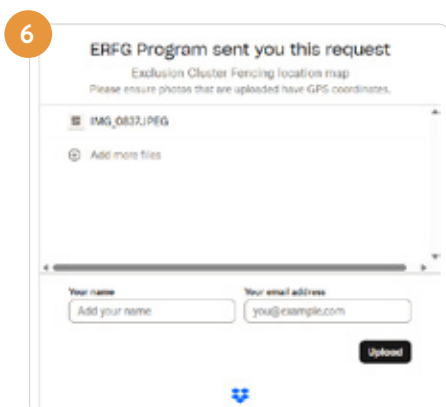 6
ERFG Program sent you this request
Exclusion Cluster Fencing location map
Please ensure photos that are uploaded have GPS coordinates.
IMG_0837.JPEG
Add more files
Your name Your email address
Add your name you@example.com
Upload